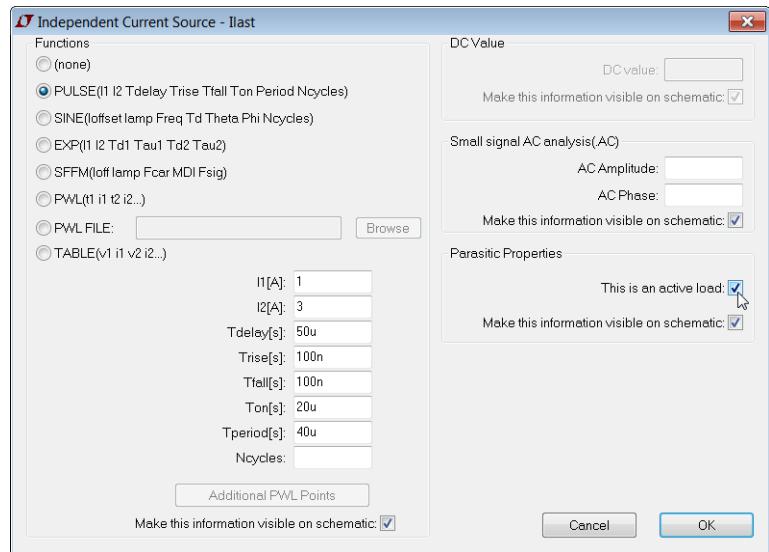 Independent Current Source - Ilast
Functions
(none)
PULSE(I1 I2 Tdelay Trise Tfall Ton Period Ncycles)
SINE(Ioffset Iamp Freq Td Theta Phi Ncycles)
EXP(I1 I2 Td1 Tau1 Td2 Tau2)
SFFM(Ioff Iamp Fcar MDI Fsig)
PWL(t1 i1 t2 i2...)
PWL FILE: Browse
TABLE(v1 i1 v2 i2...)
I1[A]: 1
I2[A]: 3
Tdelay[s]: 50u
Trise[s]: 100n
Tfall[s]: 100n
Ton[s]: 20u
Tperiod[s]: 40u
Ncycles:
Additional PWL Points
Make this information visible on schematic:
DC Value
DC value:
Make this information visible on schematic:
Small signal AC analysis(.AC)
AC Amplitude:
AC Phase:
Make this information visible on schematic:
Parasitic Properties
This is an active load:
Make this information visible on schematic:
Cancel OK